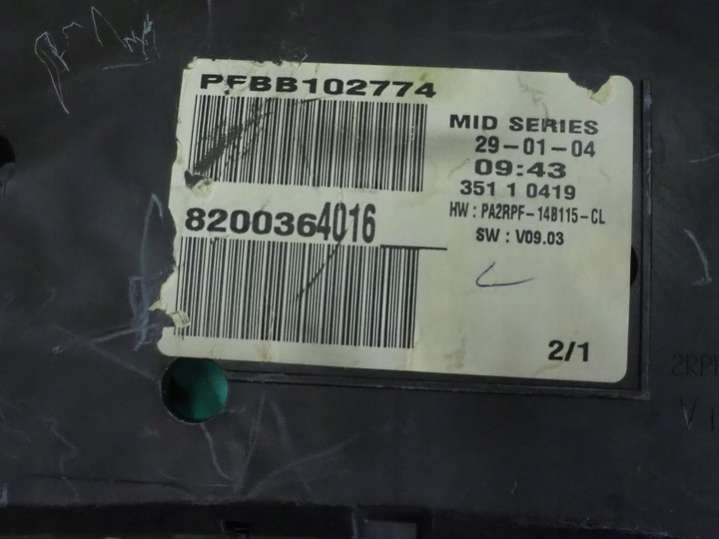 PFBB102774
MID SERIES
29-01-04
09:43
351 1 0419
HW : PA2RPF-14B115-CL
SW : V09.03
8200364016
2/1